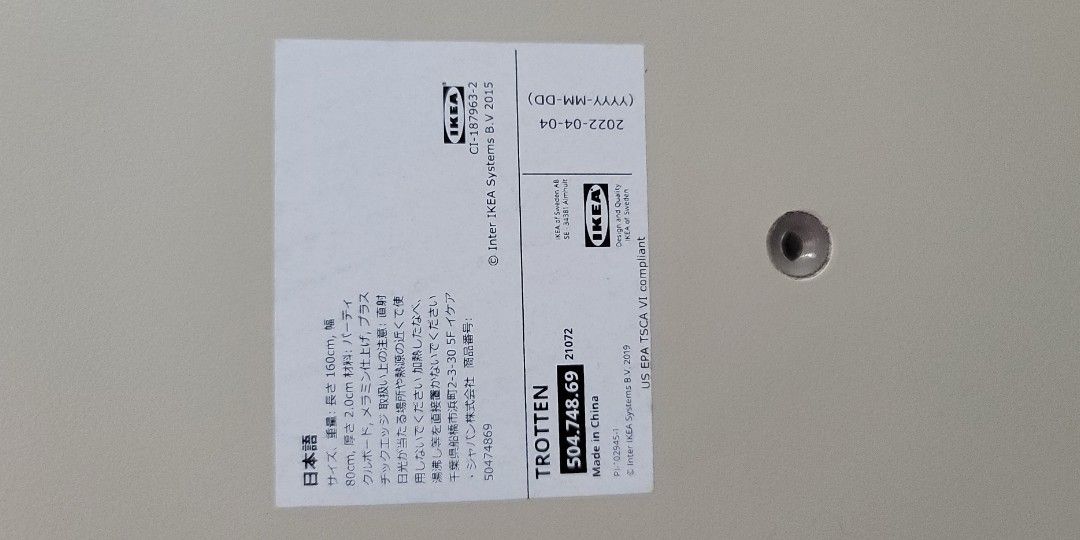 日本語
サイズ、重量: 長さ 160cm, 幅
80cm, 厚さ 2.0cm 材料: パーティ
クルボード, メラミン仕上げ, プラス
チックエッジ 取扱い上の注意: 直射
日光が当たる場所や熱源の近くで使
用しないでください 加熱したなべ、
湯沸し等を直接置かないでください
千葉県船橋市浜町2-3-30 5F イケア
・ジャパン株式会社 商品番号:
50474869
IKEA
CI-187963-2
© Inter IKEA Systems B.V. 2015
TROTTEN
504.748.69 21072
Made in China
© Inter IKEA Systems B.V. 2019
US EPA TSCA VI compliant
IKEA of Sweden AB
SE - 34381 Älmhult
IKEA
Design and Quality
IKEA of Sweden
2022-04-04
(YYYY-MM-DD)